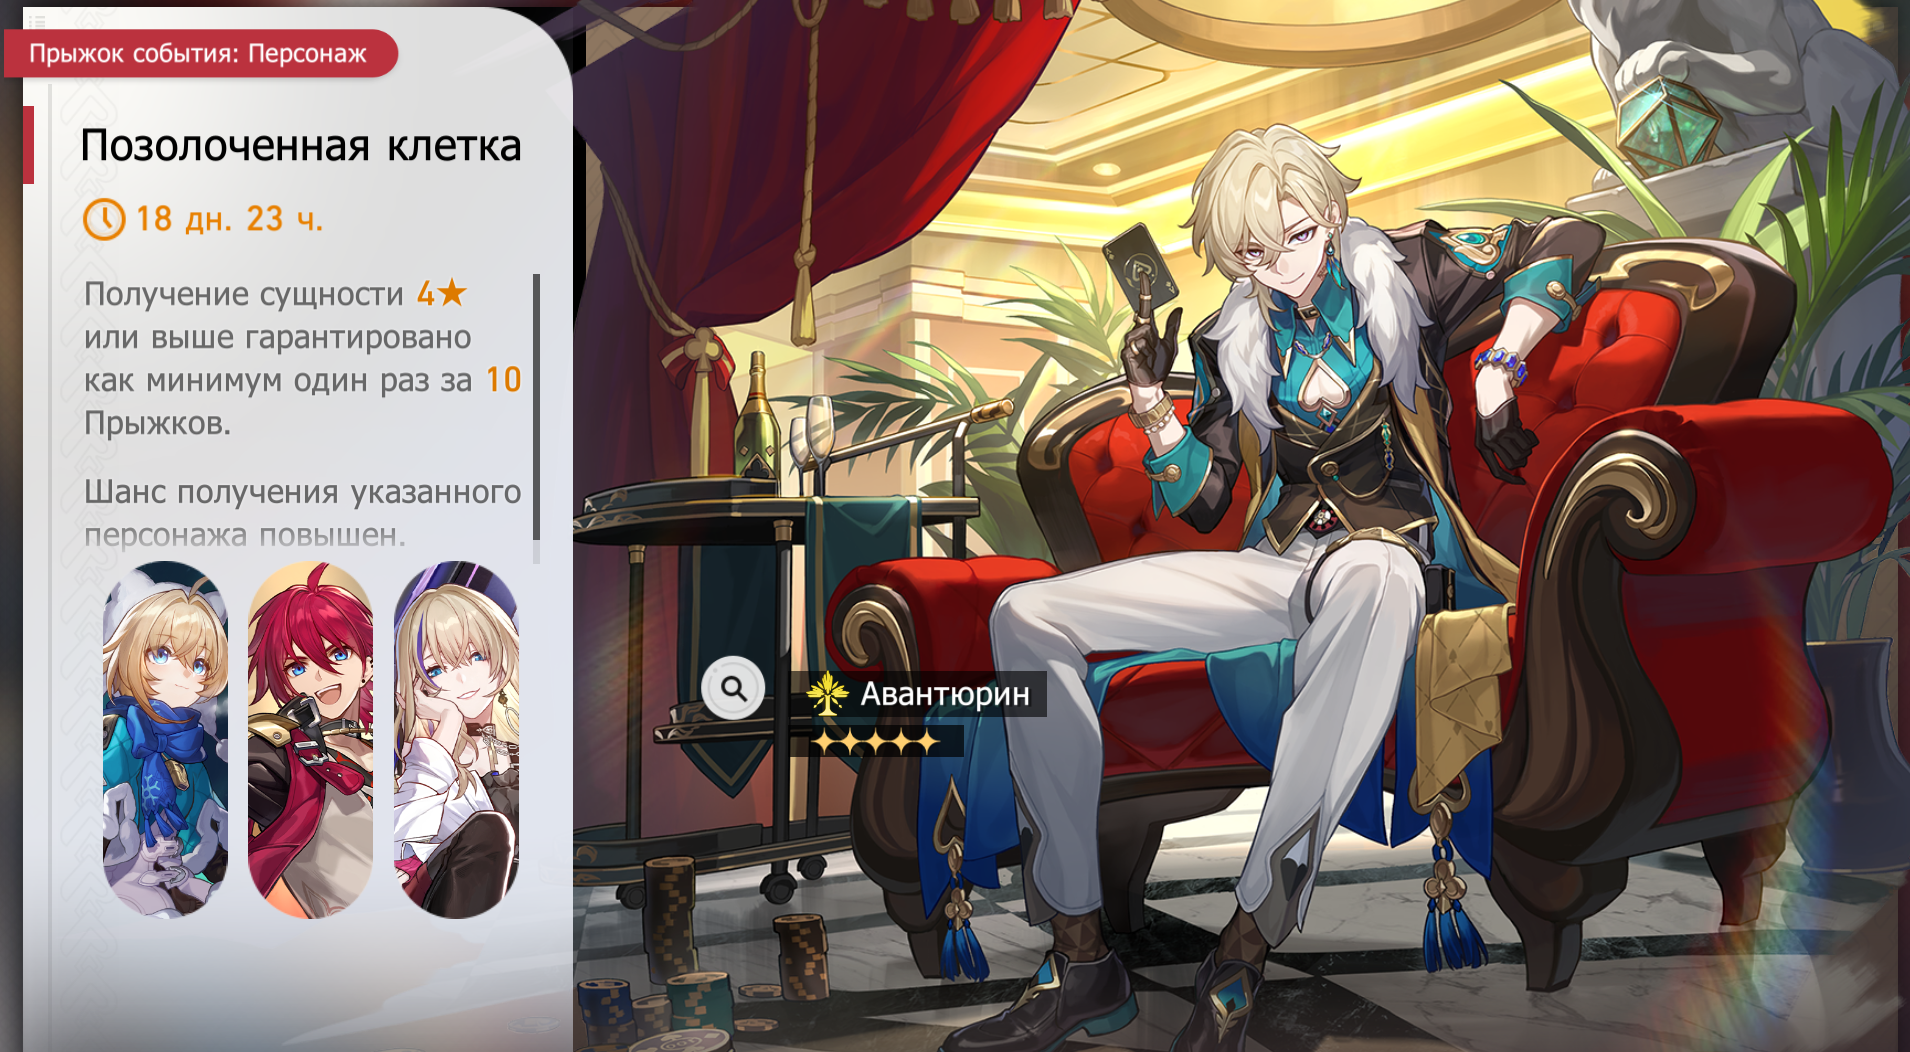 Прыжок события: Персонаж
Позолоченная клетка
18 дн. 23 ч.
Получение сущности 4★
или выше гарантировано
как минимум один раз за 10
Прыжков.
Шанс получения указанного
персонажа повышен.
Авантюрин